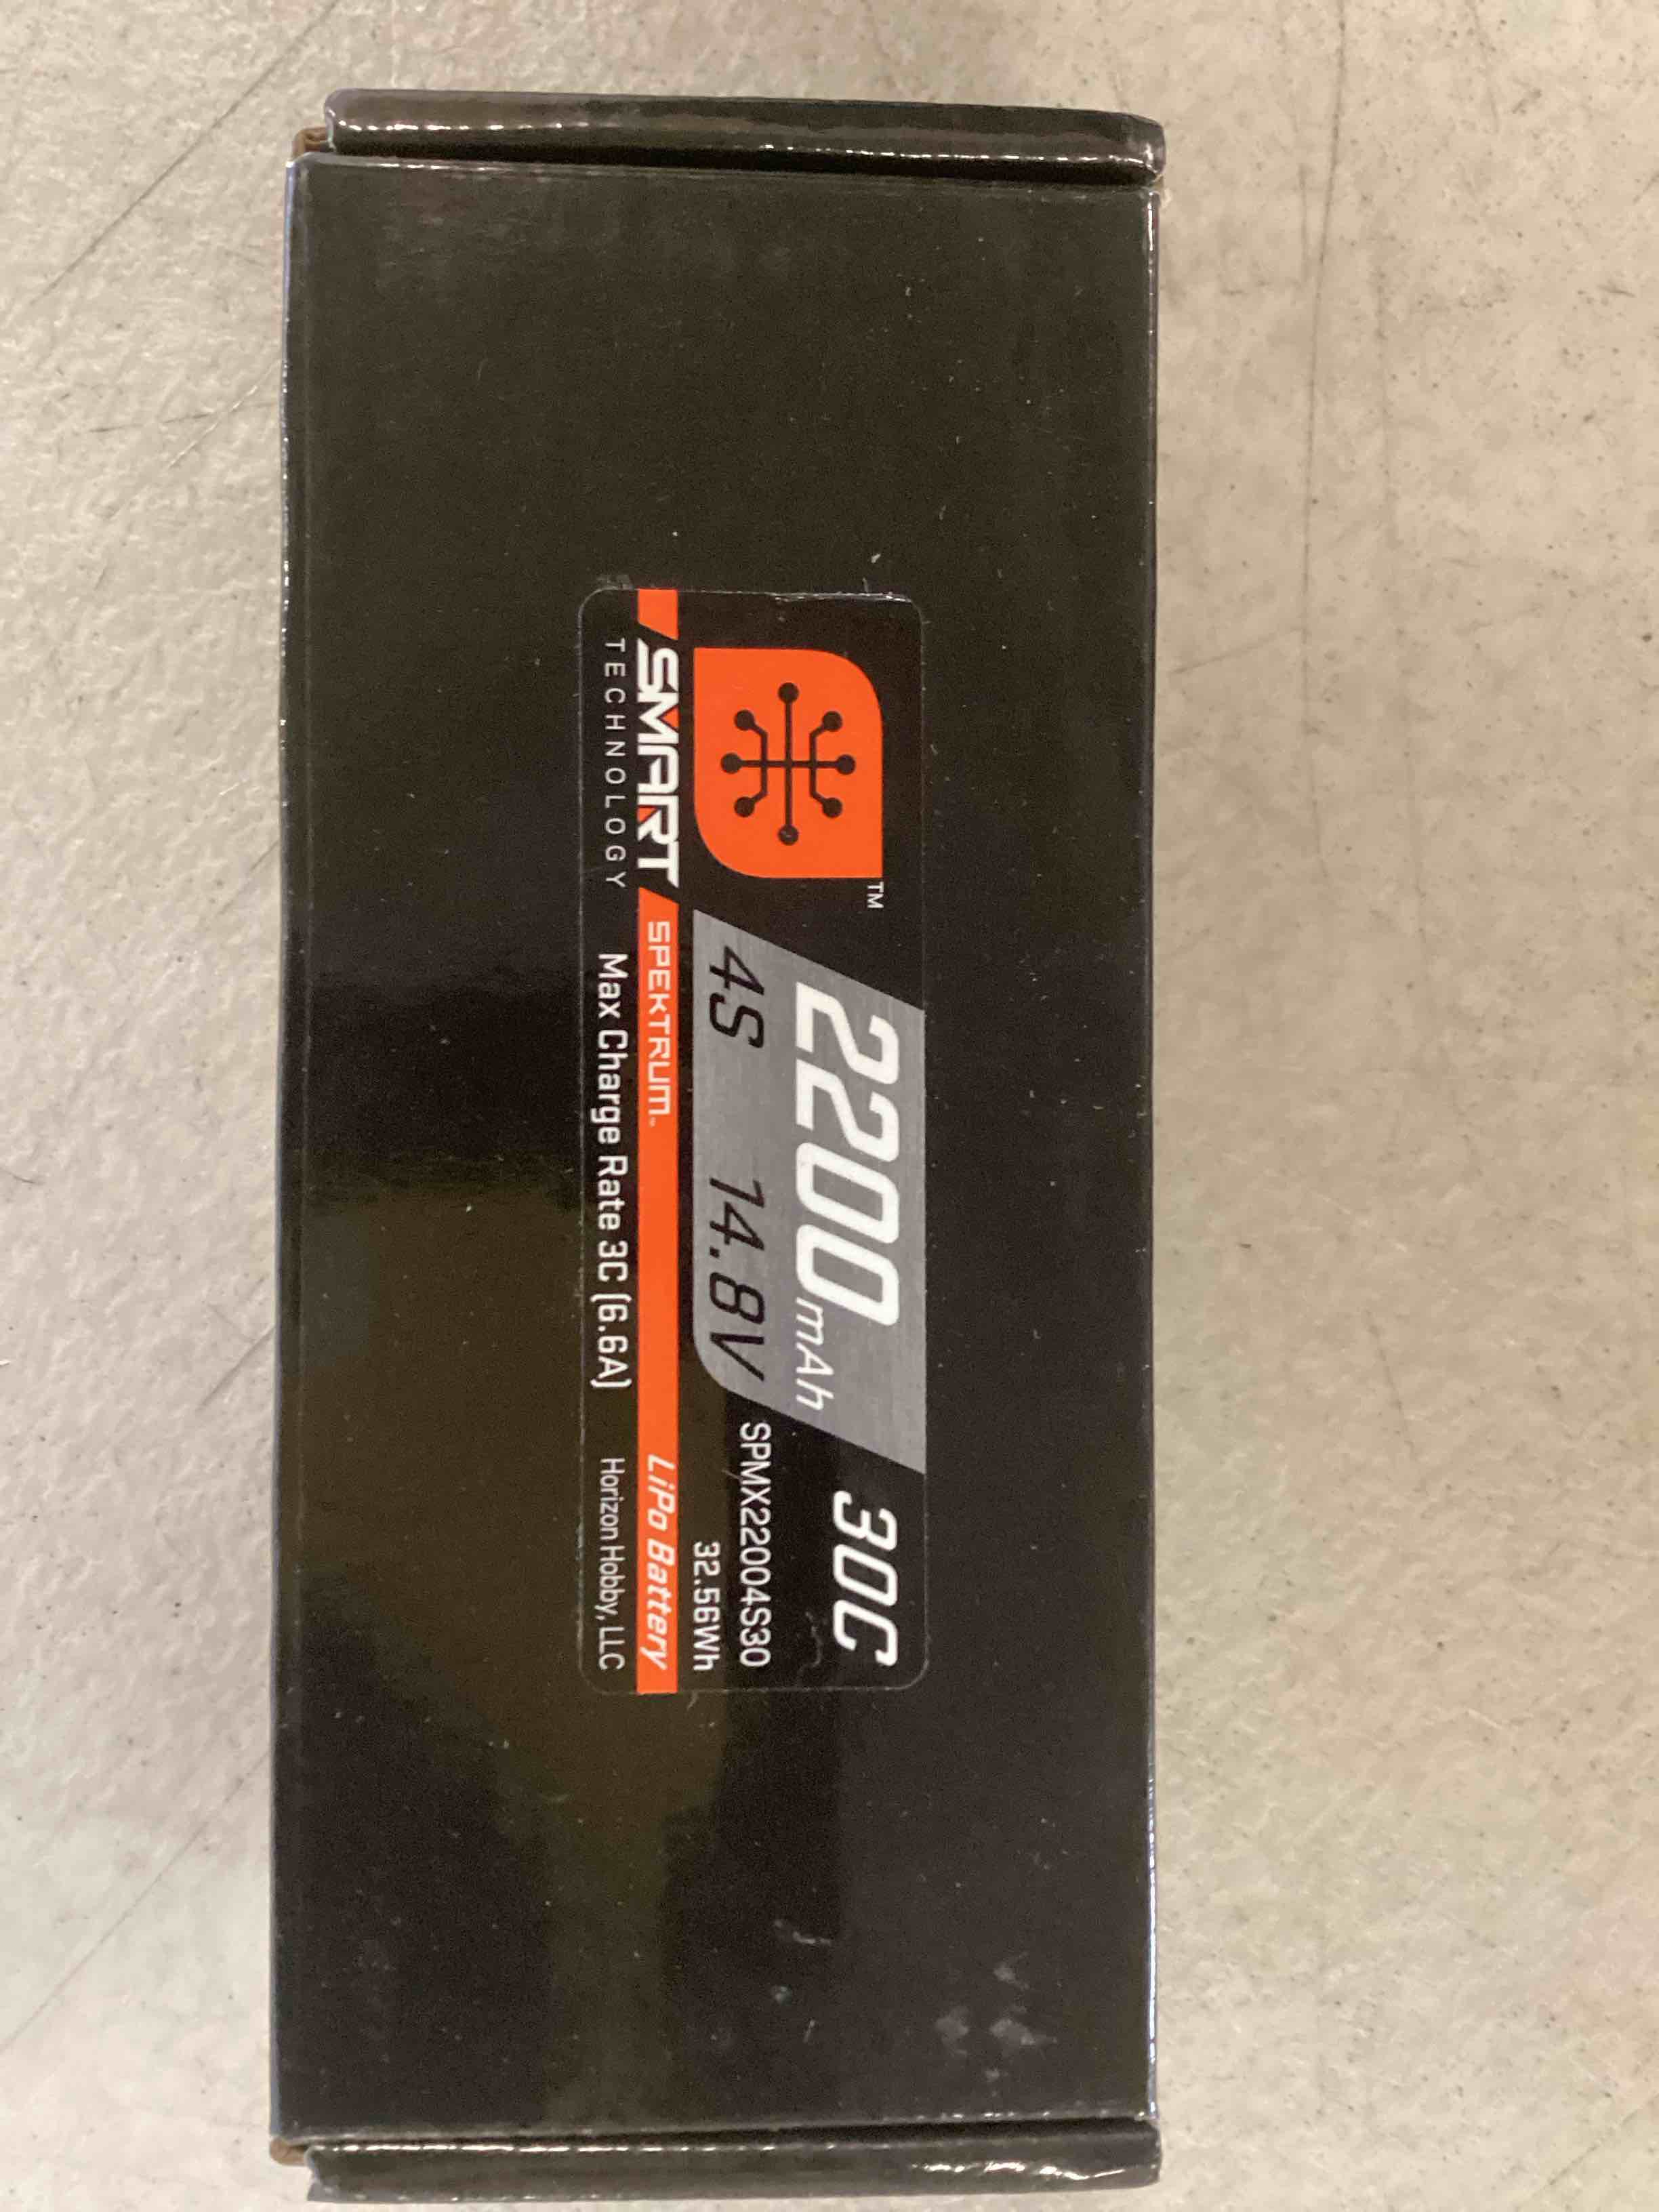 ™
2200mAh 30C
4S 14.8V SPMX22004S30
32.56Wh
SMART SPEKTRUM™ LiPo Battery
TECHNOLOGY Max Charge Rate 3C (6.6A) Horizon Hobby, LLC